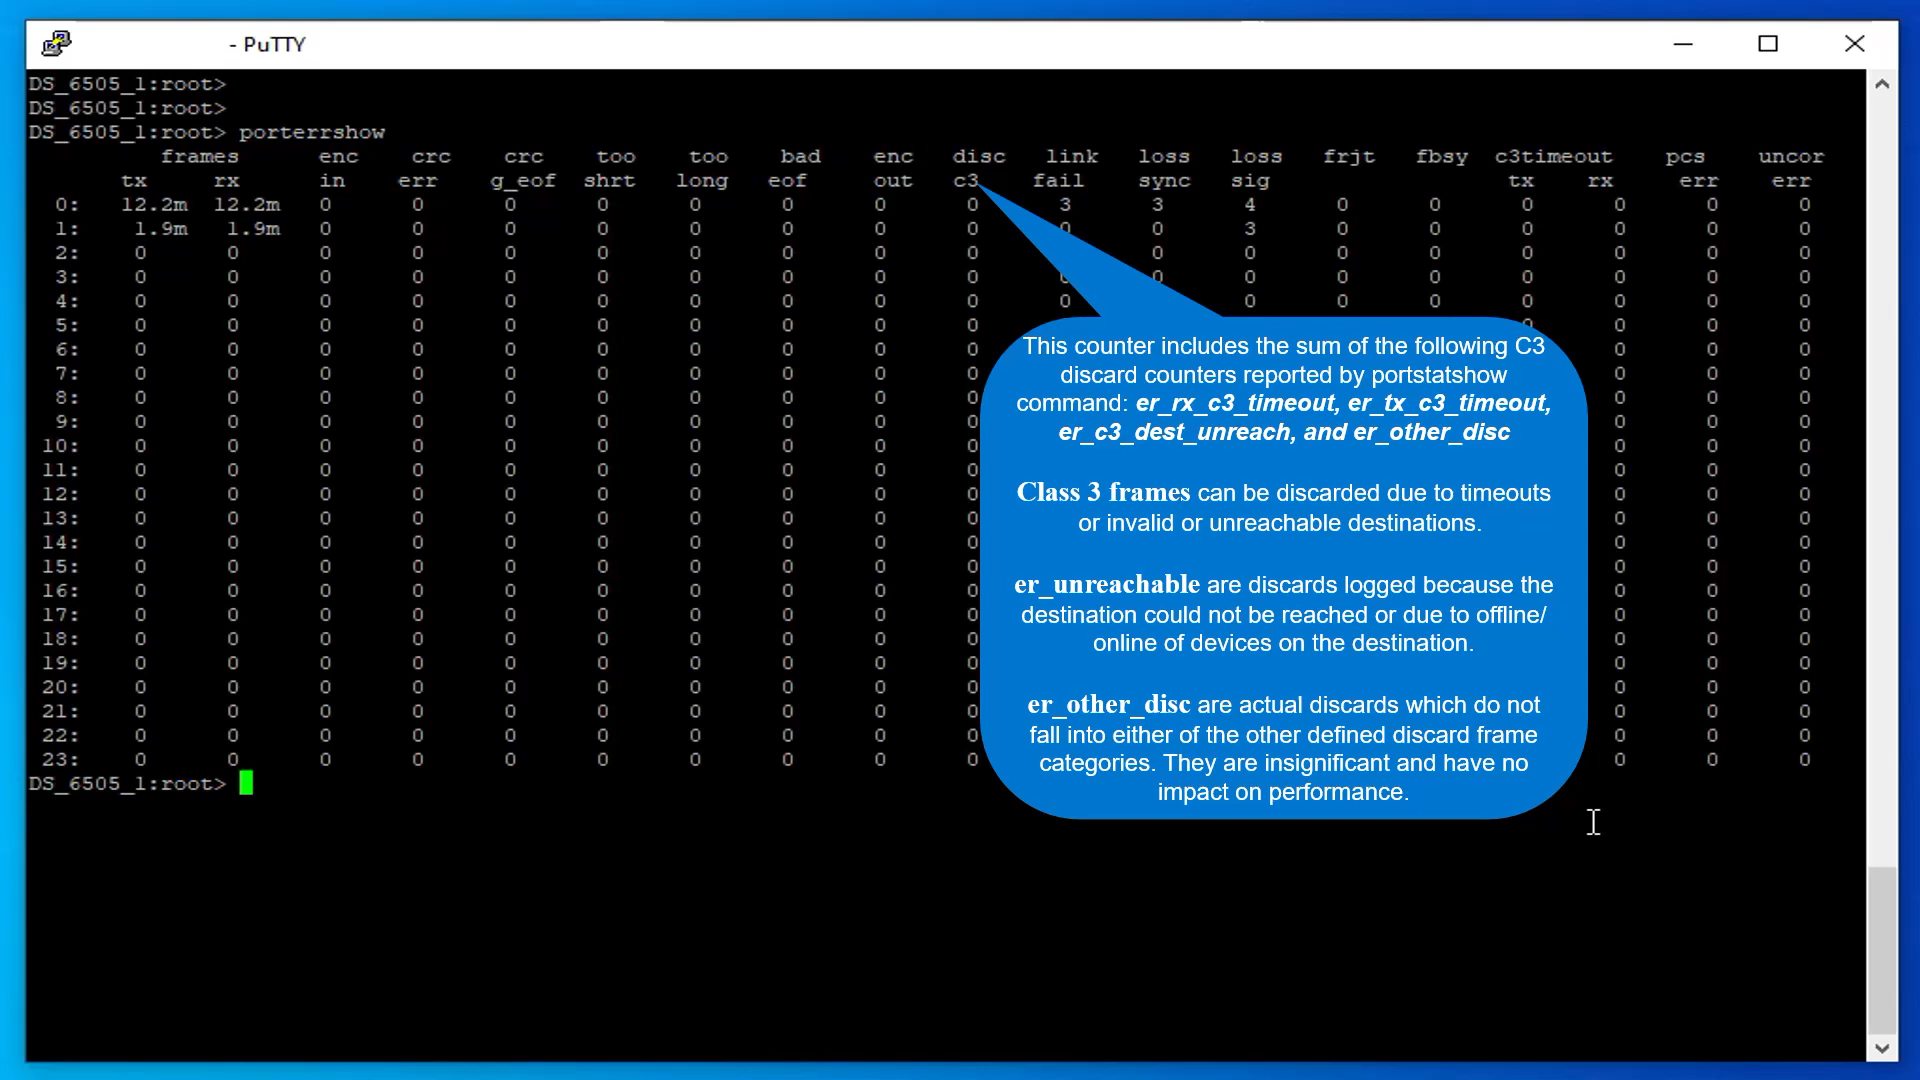 - PuTTY
DS_6505_1:root>
DS_6505_1:root>
DS_6505_1:root> porterrshow
frames enc crc crc too too bad enc disc link loss loss frjt fbsy c3timeout pcs uncor
tx rx in err g_eof shrt long eof out c3 fail sync sig tx rx err err
0: 12.2m 12.2m 0 0 0 0 0 0 0 0 3 3 4 0 0 0 0 0 0
1: 1.9m 1.9m 0 0 0 0 0 0 0 0 0 0 3 0 0 0 0 0 0
2: 0 0 0 0 0 0 0 0 0 0 0 0 0 0 0 0 0 0
3: 0 0 0 0 0 0 0 0 0 0 0 0 0 0 0 0 0 0 0
4: 0 0 0 0 0 0 0 0 0 0 0 0 0 0 0 0 0 0
5: 0 0 0 0 0 0 0 0 0 0 0 0 0 0
6: 0 0 0 0 0 0 0 0 0 0 0 0 0
7: 0 0 0 0 0 0 0 0 0 0 0 0 0
8: 0 0 0 0 0 0 0 0 0 0 0 0 0
9: 0 0 0 0 0 0 0 0 0 0 0 0 0
10: 0 0 0 0 0 0 0 0 0 0 0 0 0
11: 0 0 0 0 0 0 0 0 0 0 0 0 0
12: 0 0 0 0 0 0 0 0 0 0 0 0 0
13: 0 0 0 0 0 0 0 0 0 0 0 0 0
14: 0 0 0 0 0 0 0 0 0 0 0 0 0
15: 0 0 0 0 0 0 0 0 0 0 0 0 0
16: 0 0 0 0 0 0 0 0 0 0 0 0 0
17: 0 0 0 0 0 0 0 0 0 0 0 0 0
18: 0 0 0 0 0 0 0 0 0 0 0 0 0
19: 0 0 0 0 0 0 0 0 0 0 0 0 0
20: 0 0 0 0 0 0 0 0 0 0 0 0 0
21: 0 0 0 0 0 0 0 0 0 0 0 0 0
22: 0 0 0 0 0 0 0 0 0 0 0 0 0
23: 0 0 0 0 0 0 0 0 0 0 0 0 0
DS_6505_1:root>
This counter includes the sum of the following C3
discard counters reported by portstatshow
command: er_rx_c3_timeout, er_tx_c3_timeout,
er_c3_dest_unreach, and er_other_disc
Class 3 frames can be discarded due to timeouts
or invalid or unreachable destinations.
er_unreachable are discards logged because the
destination could not be reached or due to offline/
online of devices on the destination.
er_other_disc are actual discards which do not
fall into either of the other defined discard frame
categories. They are insignificant and have no
impact on performance.